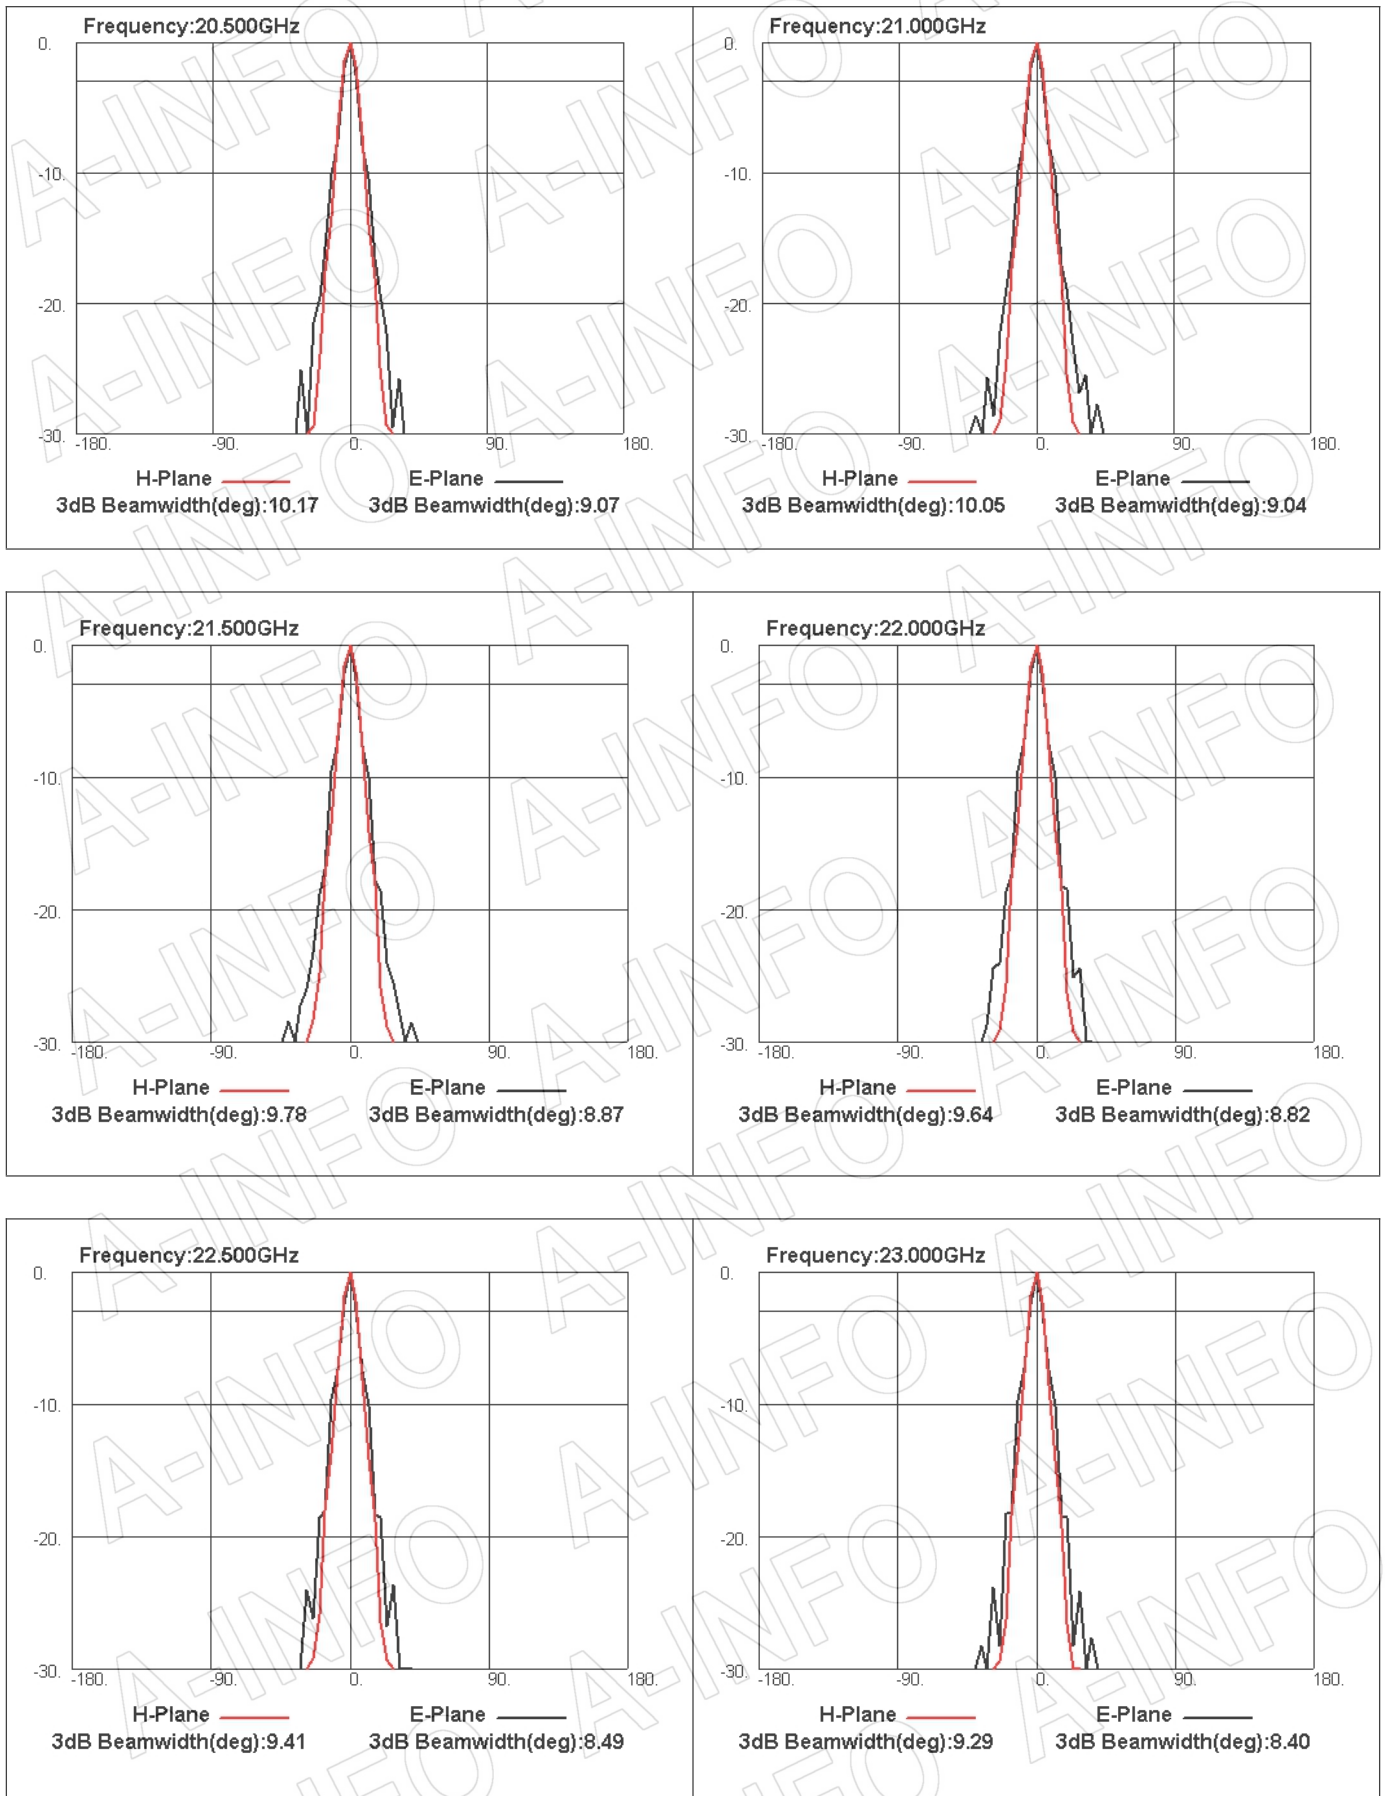 Frequency:20.500GHz
0.
-10.
-20.
-30.
-180. -90. 0. 90. 180.
H-Plane E-Plane
3dB Beamwidth(deg):10.17 3dB Beamwidth(deg):9.07
Frequency:21.000GHz
0.
-10.
-20.
-30.
-180. -90. 0. 90. 180.
H-Plane E-Plane
3dB Beamwidth(deg):10.05 3dB Beamwidth(deg):9.04
Frequency:21.500GHz
0.
-10.
-20.
-30.
-180. -90. 0. 90. 180.
H-Plane E-Plane
3dB Beamwidth(deg):9.78 3dB Beamwidth(deg):8.87
Frequency:22.000GHz
0.
-10.
-20.
-30.
-180. -90. 0. 90. 180.
H-Plane E-Plane
3dB Beamwidth(deg):9.64 3dB Beamwidth(deg):8.82
Frequency:22.500GHz
0.
-10.
-20.
-30.
-180. -90. 0. 90. 180.
H-Plane E-Plane
3dB Beamwidth(deg):9.41 3dB Beamwidth(deg):8.49
Frequency:23.000GHz
0.
-10.
-20.
-30.
-180. -90. 0. 90. 180.
H-Plane E-Plane
3dB Beamwidth(deg):9.29 3dB Beamwidth(deg):8.40
A-INFO